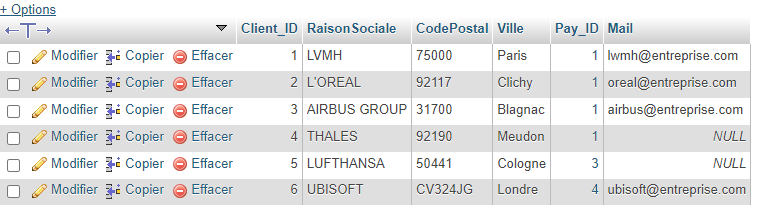 + Options
←T→ Client_ID RaisonSociale CodePostal Ville Pay_ID Mail
Modifier Copier Effacer 1 LVMH 75000 Paris 1 lwmh@entreprise.com
Modifier Copier Effacer 2 L'OREAL 92117 Clichy 1 oreal@entreprise.com
Modifier Copier Effacer 3 AIRBUS GROUP 31700 Blagnac 1 airbus@entreprise.com
Modifier Copier Effacer 4 THALES 92190 Meudon 1 NULL
Modifier Copier Effacer 5 LUFTHANSA 50441 Cologne 3 NULL
Modifier Copier Effacer 6 UBISOFT CV324JG Londre 4 ubisoft@entreprise.com